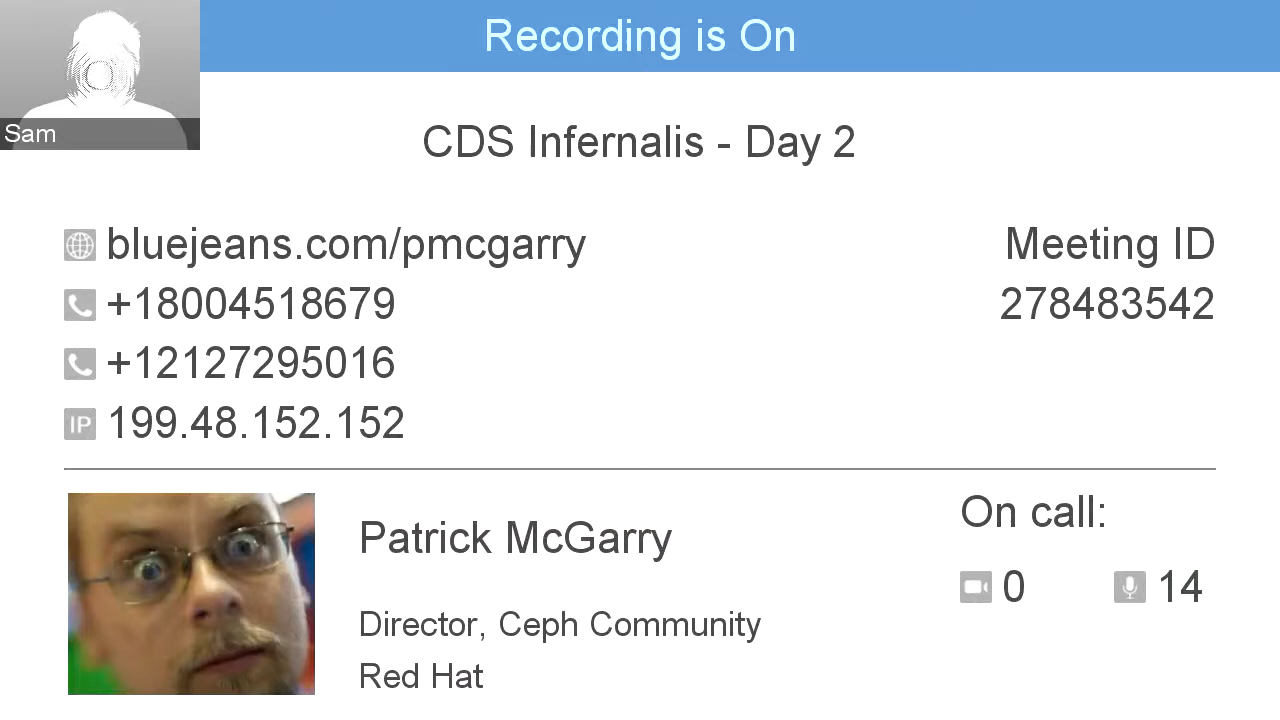 Recording is On
Sam
CDS Infernalis - Day 2
bluejeans.com/pmcgarry
Meeting ID
+18004518679
278483542
+12127295016
IP 199.48.152.152
On call:
Patrick McGarry
0 14
Director, Ceph Community
Red Hat